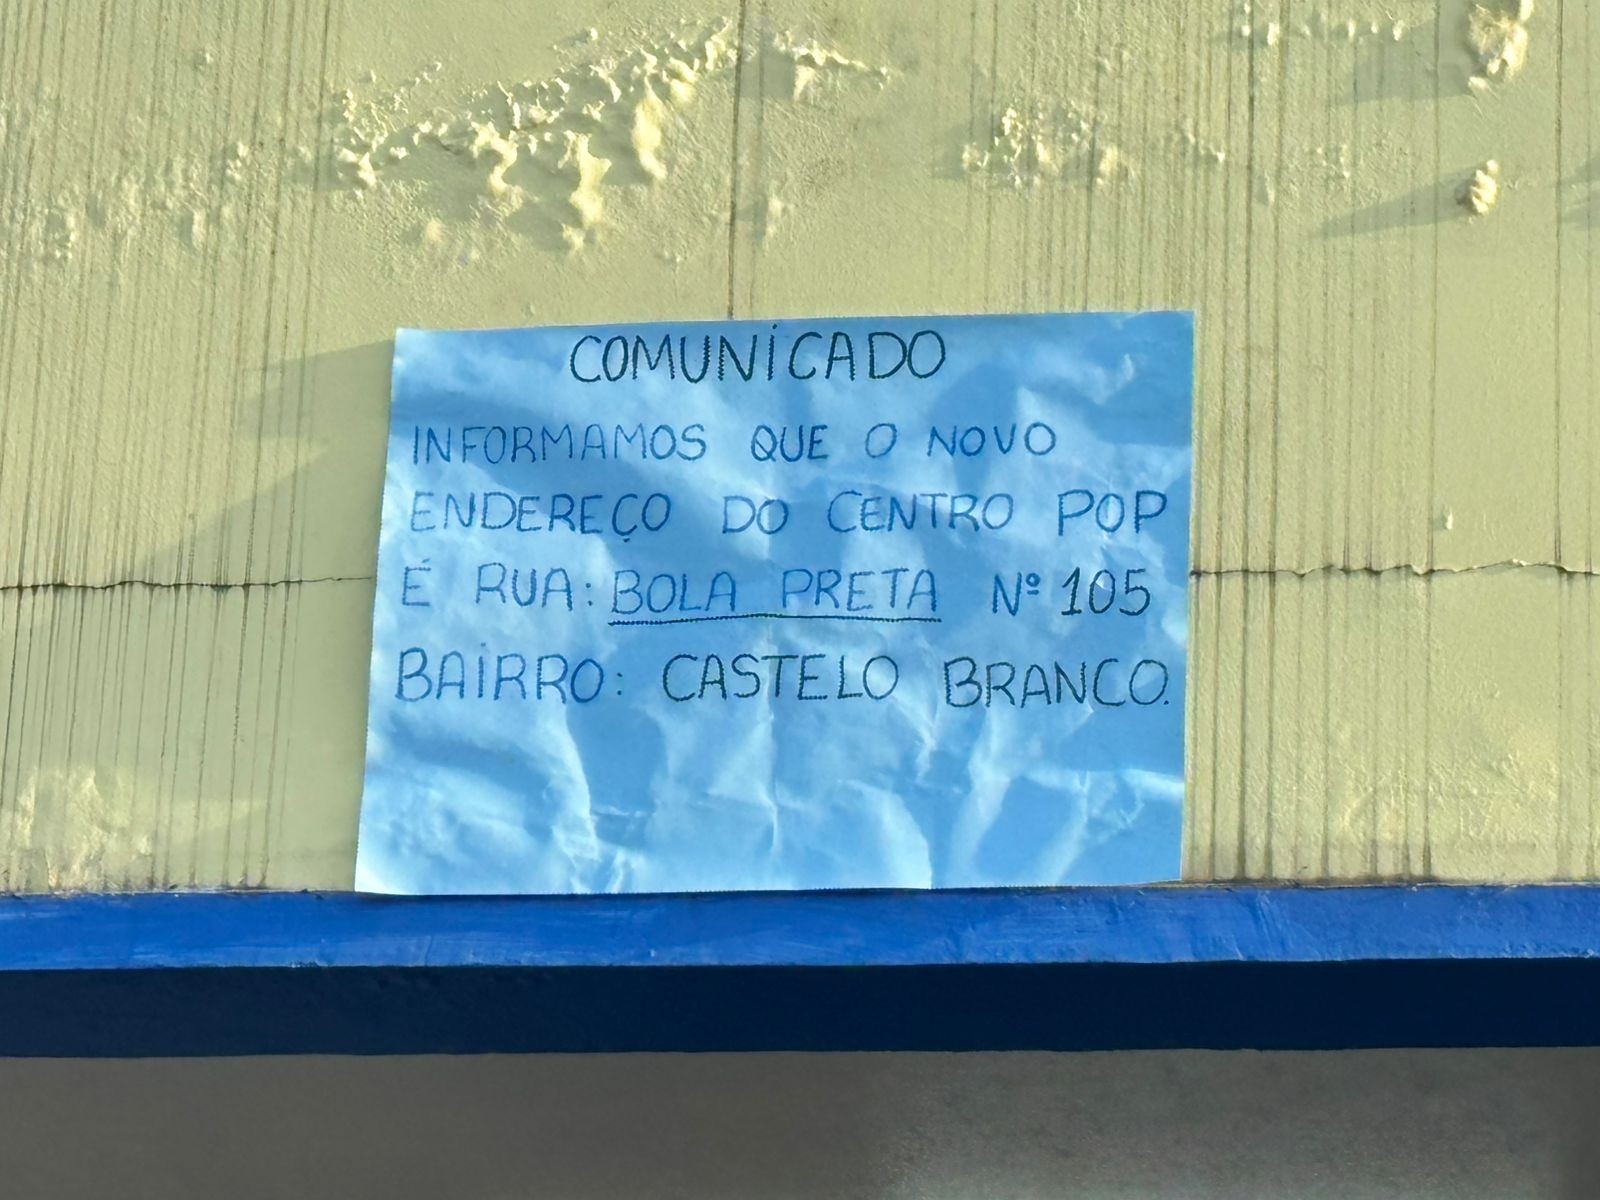 COMUNICADO
INFORMAMOS QUE O NOVO
ENDEREÇO DO CENTRO POP
É RUA: BOLA PRETA Nº 105
BAIRRO: CASTELO BRANCO.